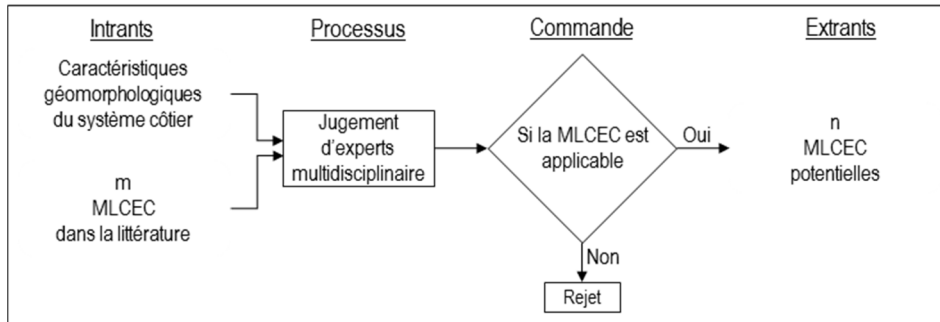 Intrants
Processus
Commande
Extrants
Caractéristiques
géomorphologiques
du système côtier
m
MLCEC
dans la littérature
Jugement
d'experts
multidisciplinaire
Si la MLCEC est
applicable
Oui
Non
Rejet
n
MLCEC
potentielles